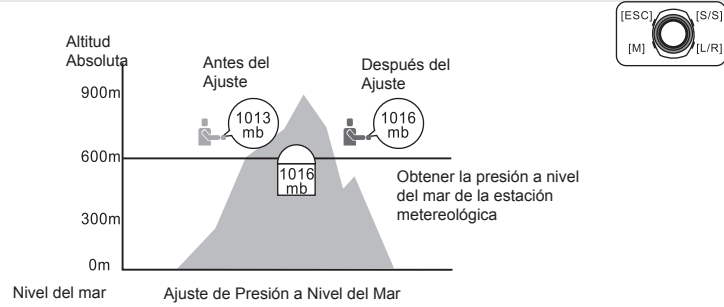 [ESC]
[S/S]
[M]
[L/R]
Altitud
Absoluta
Antes del
Ajuste
Después del
Ajuste
900m
1013
mb
1016
mb
600m
1016
mb
Obtener la presión a nivel
del mar de la estación
metereológica
300m
0m
Nivel del mar
Ajuste de Presión a Nivel del Mar